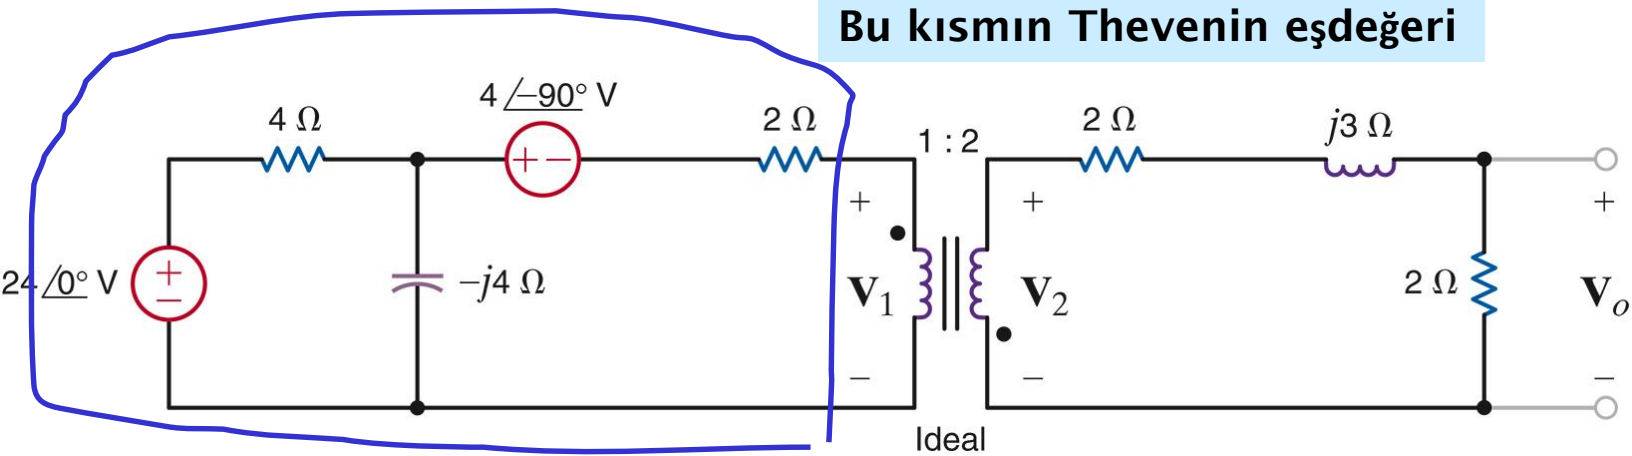 Bu kısmın Thevenin eşdeğeri
4 /–90° V
4 Ω
2 Ω
1 : 2
2 Ω
j3 Ω
+
+
+
+ –
24 /0° V
+
–
–j4 Ω
V1
V2
2 Ω
Vo
–
–
–
Ideal